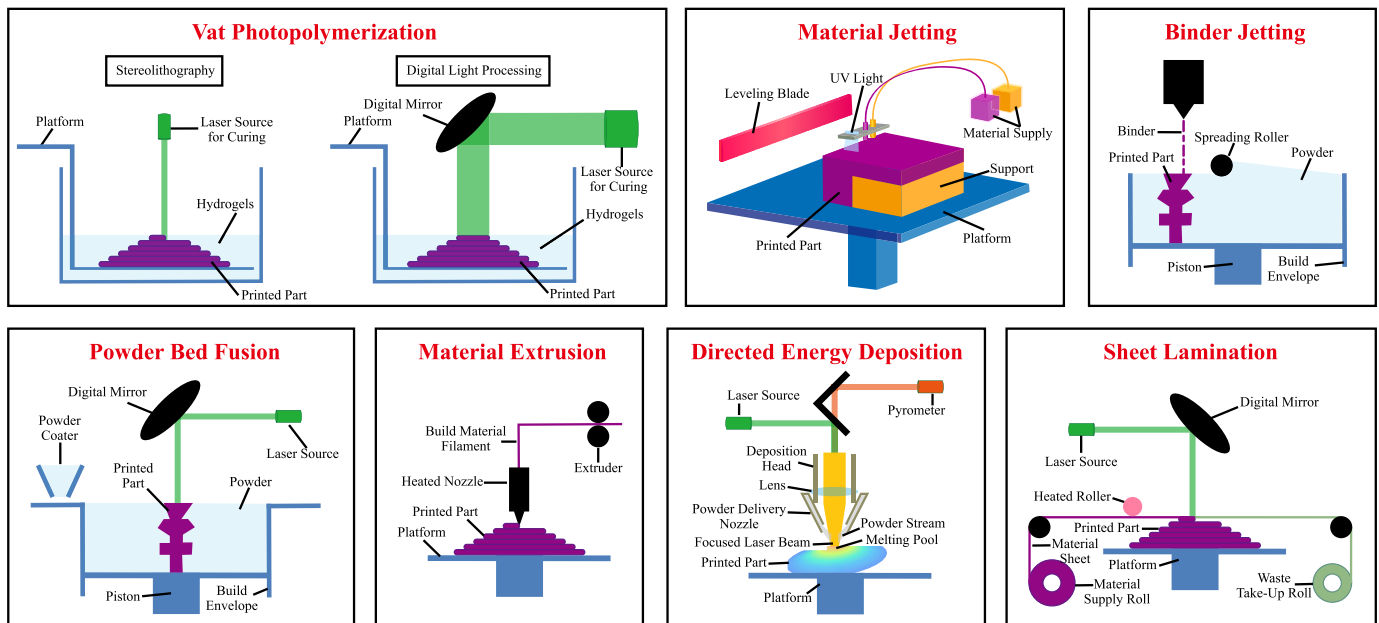 Vat Photopolymerization
Stereolithography
Digital Light Processing
Platform
Laser Source
for Curing
Hydrogels
Printed Part
Digital Mirror
Platform
Laser Source
for Curing
Hydrogels
Printed Part
Material Jetting
UV Light
Leveling Blade
Material Supply
Support
Printed Part
Platform
Binder Jetting
Binder
Spreading Roller
Printed Part
Powder
Piston
Build
Envelope
Powder Bed Fusion
Digital Mirror
Powder
Coater
Laser Source
Printed
Part
Powder
Piston
Build
Envelope
Material Extrusion
Build Material
Filament
Extruder
Heated Nozzle
Printed Part
Platform
Directed Energy Deposition
Laser Source
Pyrometer
Deposition
Head
Lens
Powder Delivery
Nozzle
Powder Stream
Focused Laser Beam
Melting Pool
Printed Part
Platform
Sheet Lamination
Digital Mirror
Laser Source
Heated Roller
Printed Part
Material
Sheet
Platform
Material
Supply Roll
Waste
Take-Up Roll